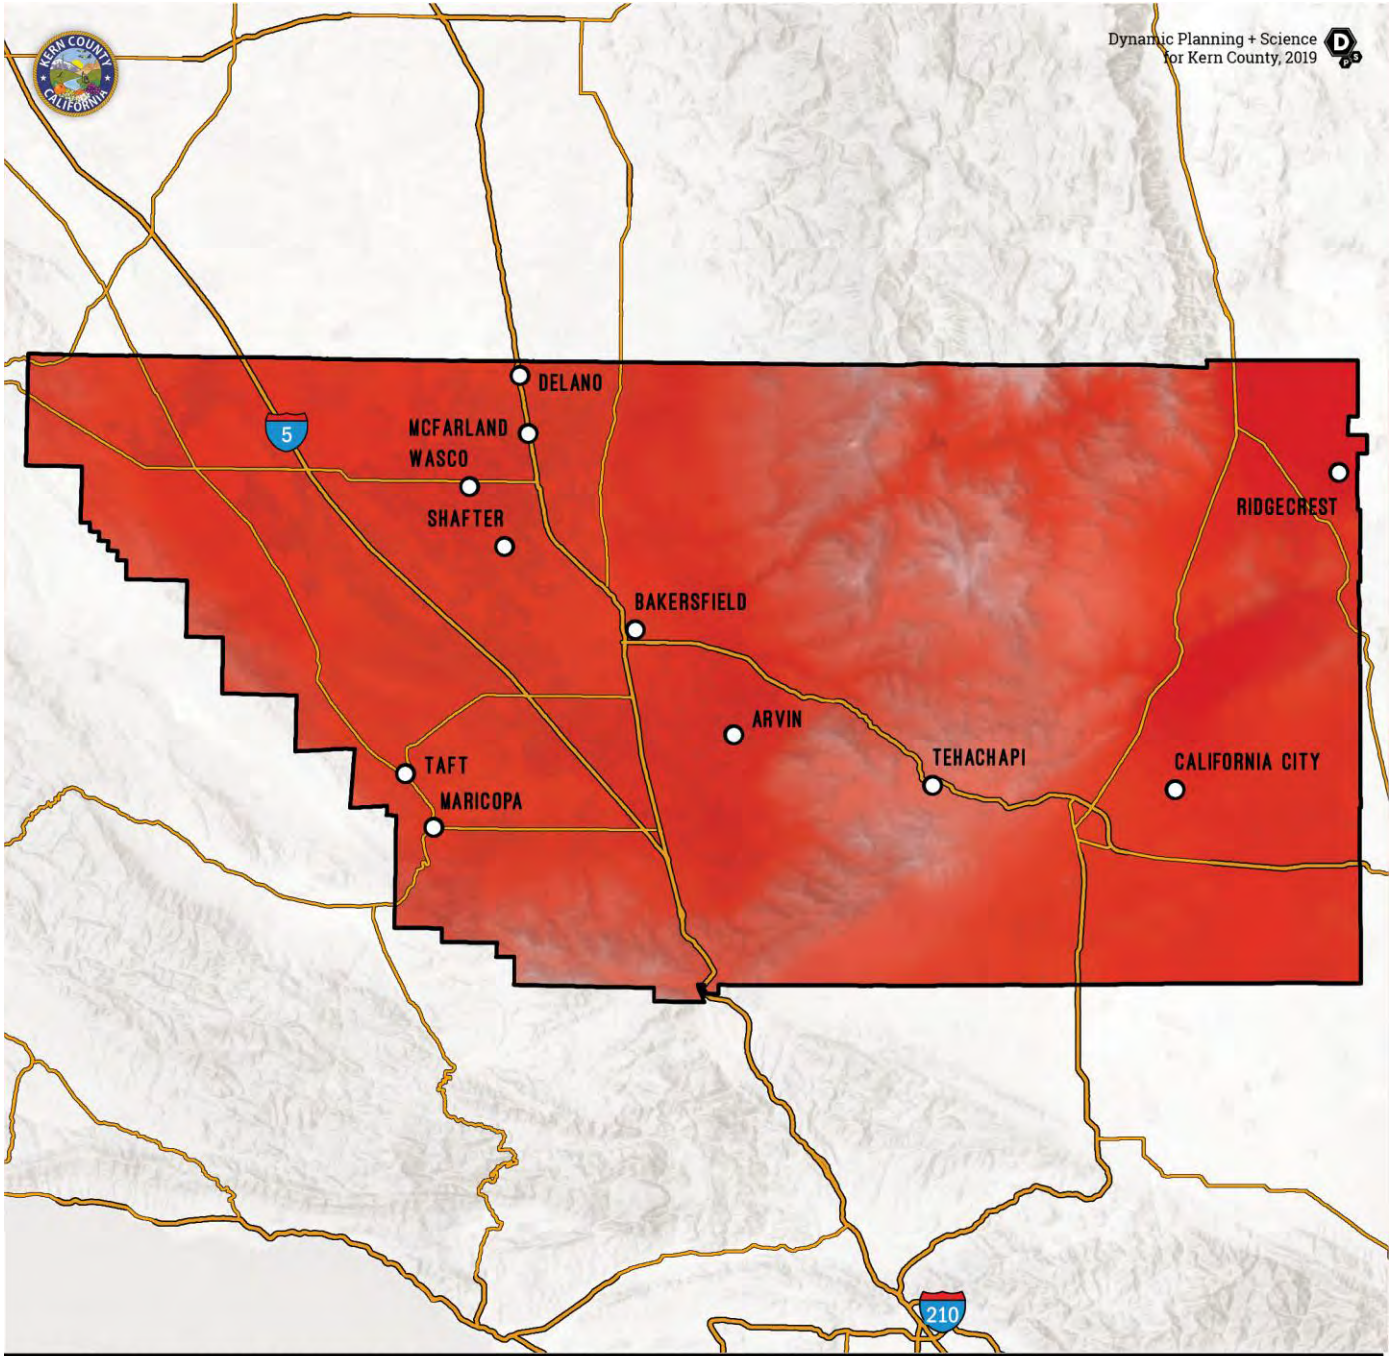 KERN COUNTY
CALIFORNIA
Dynamic Planning + Science
for Kern County, 2019
D
P S
DELANO
5
MCFARLAND
WASCO
RIDGECREST
SHAFTER
BAKERSFIELD
ARVIN
TEHACHAPI
CALIFORNIA CITY
TAFT
MARICOPA
210